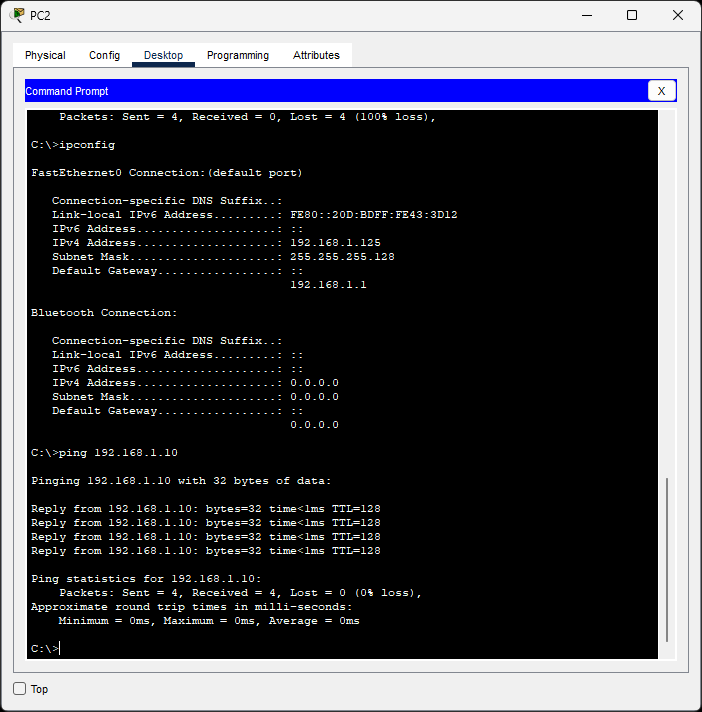 PC2
Physical Config Desktop Programming Attributes
Command Prompt X
Packets: Sent = 4, Received = 0, Lost = 4 (100% loss),
C:\>ipconfig
FastEthernet0 Connection:(default port)
Connection-specific DNS Suffix..:
Link-local IPv6 Address.........: FE80::20D:BDFF:FE43:3D12
IPv6 Address....................: ::
IPv4 Address....................: 192.168.1.125
Subnet Mask.....................: 255.255.255.128
Default Gateway.................: ::
192.168.1.1
Bluetooth Connection:
Connection-specific DNS Suffix..:
Link-local IPv6 Address.........: ::
IPv6 Address....................: ::
IPv4 Address....................: 0.0.0.0
Subnet Mask.....................: 0.0.0.0
Default Gateway.................: ::
0.0.0.0
C:\>ping 192.168.1.10
Pinging 192.168.1.10 with 32 bytes of data:
Reply from 192.168.1.10: bytes=32 time<1ms TTL=128
Reply from 192.168.1.10: bytes=32 time<1ms TTL=128
Reply from 192.168.1.10: bytes=32 time<1ms TTL=128
Reply from 192.168.1.10: bytes=32 time<1ms TTL=128
Ping statistics for 192.168.1.10:
Packets: Sent = 4, Received = 4, Lost = 0 (0% loss),
Approximate round trip times in milli-seconds:
Minimum = 0ms, Maximum = 0ms, Average = 0ms
C:\>
Top